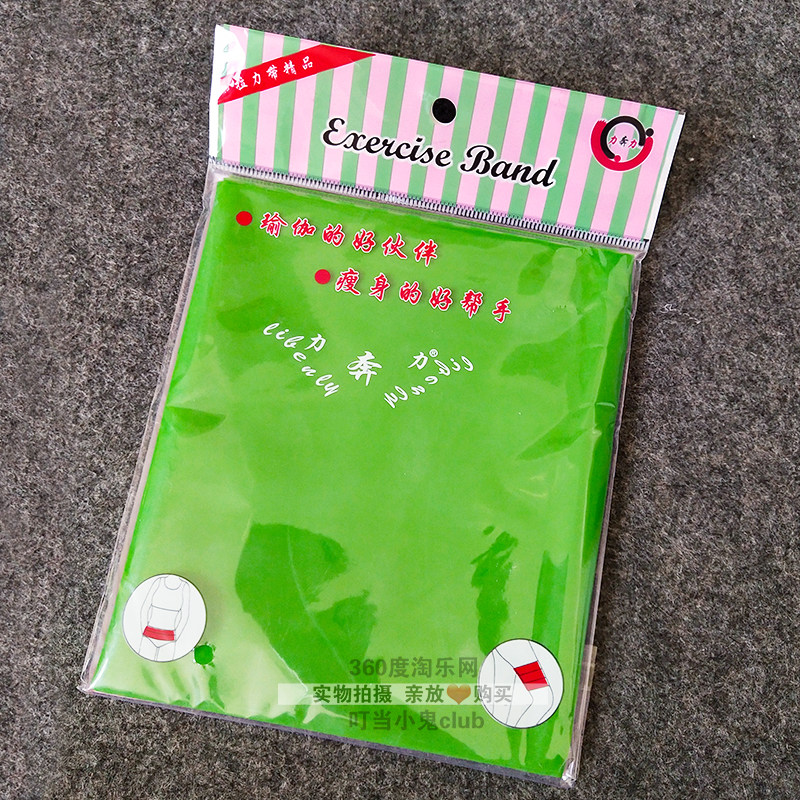 拉力带精品
Exercise Band
力奔力
瑜伽的好伙伴
瘦身的好帮手
力 奔 力®
libenly
360度淘乐网
实物拍摄 亲放🧡购买
叮当小鬼club